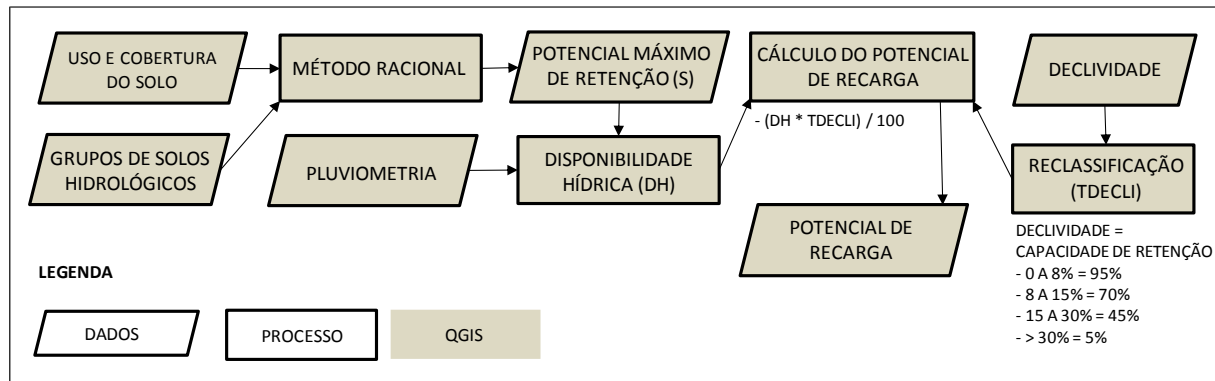 USO E COBERTURA
DO SOLO
MÉTODO RACIONAL
POTENCIAL MÁXIMO
DE RETENÇÃO (S)
CÁLCULO DO POTENCIAL
DE RECARGA
- (DH * TDECLI) / 100
DECLIVIDADE
GRUPOS DE SOLOS
HIDROLÓGICOS
PLUVIOMETRIA
DISPONIBILIDADE
HÍDRICA (DH)
RECLASSIFICAÇÃO
(TDECLI)
POTENCIAL DE
RECARGA
DECLIVIDADE =
CAPACIDADE DE RETENÇÃO
- 0 A 8% = 95%
- 8 A 15% = 70%
- 15 A 30% = 45%
- > 30% = 5%
LEGENDA
DADOS
PROCESSO
QGIS